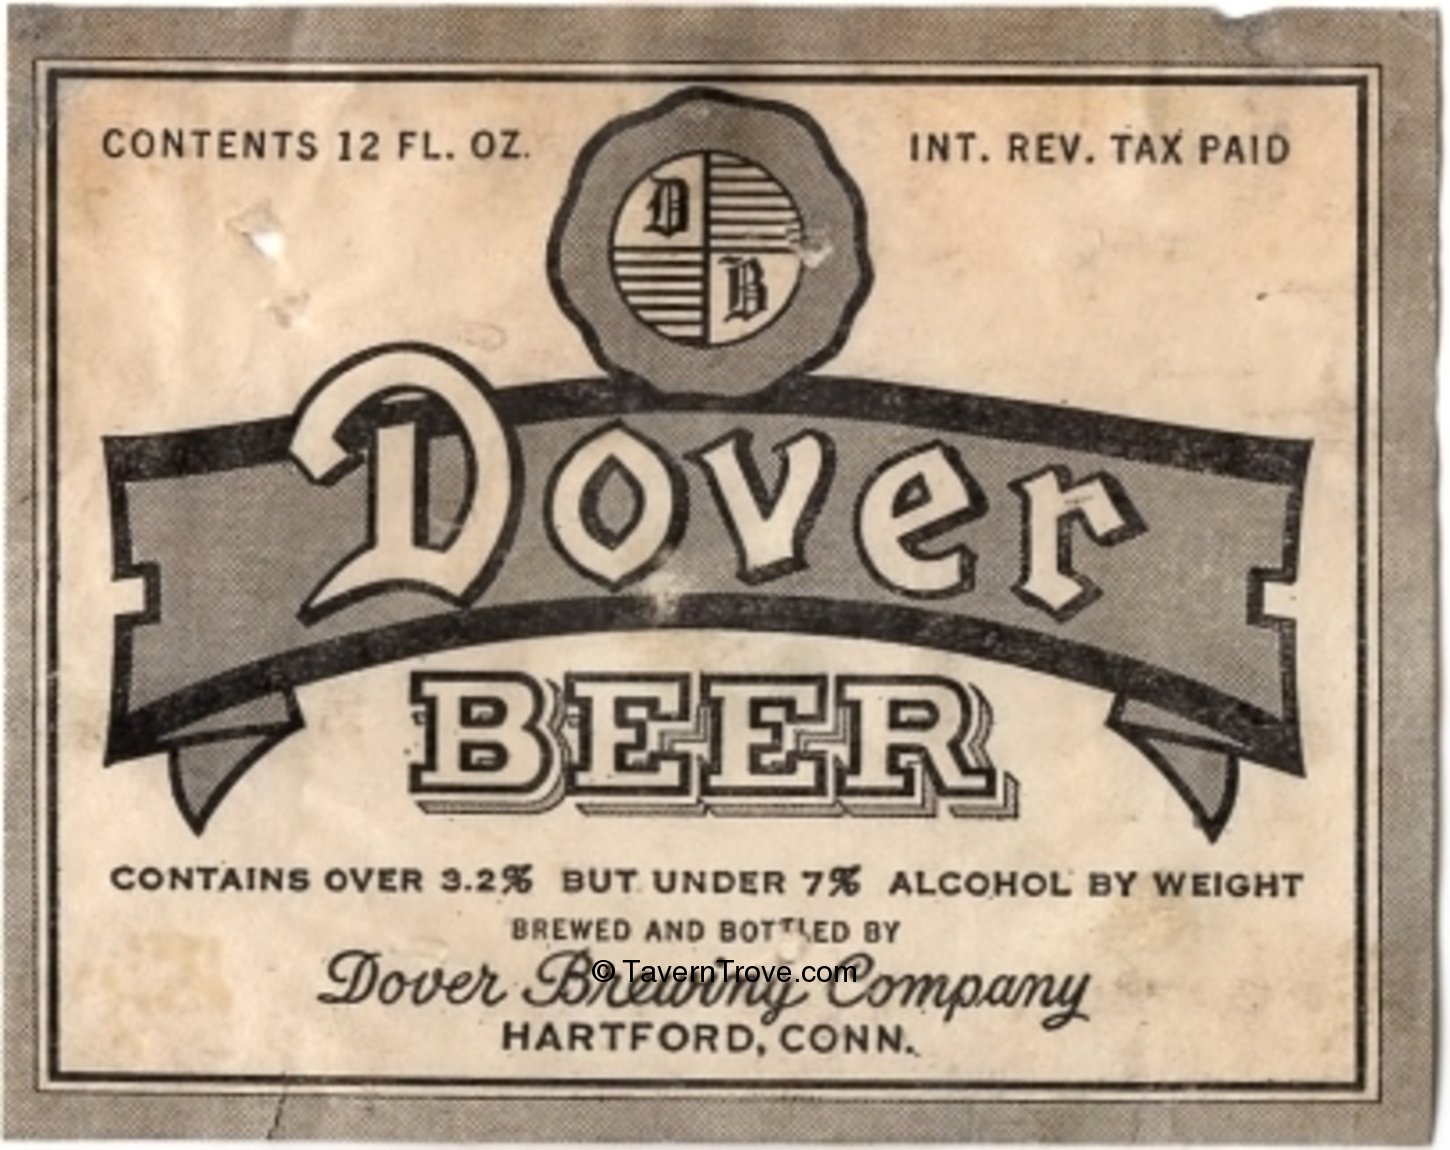 CONTENTS 12 FL. OZ.
INT. REV. TAX PAID
D
B
Dover
BEER
CONTAINS OVER 3.2% BUT UNDER 7% ALCOHOL BY WEIGHT
BREWED AND BOTTLED BY
Dover Brewing Company
© TavernTrove.com
HARTFORD, CONN.